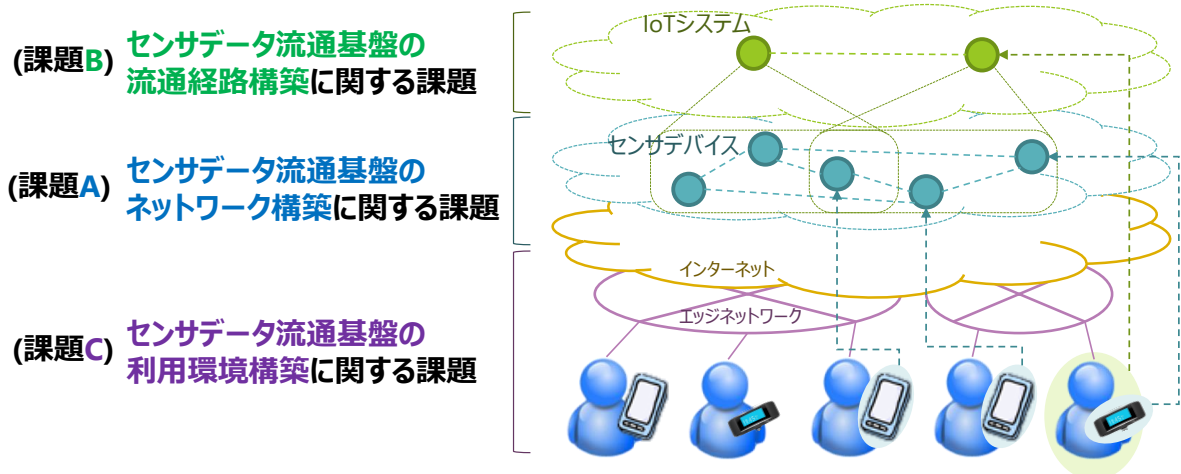 (課題B) センサデータ流通基盤の
流通経路構築に関する課題
(課題A) センサデータ流通基盤の
ネットワーク構築に関する課題
(課題C) センサデータ流通基盤の
利用環境構築に関する課題
IoTシステム
センサデバイス
インターネット
エッジネットワーク